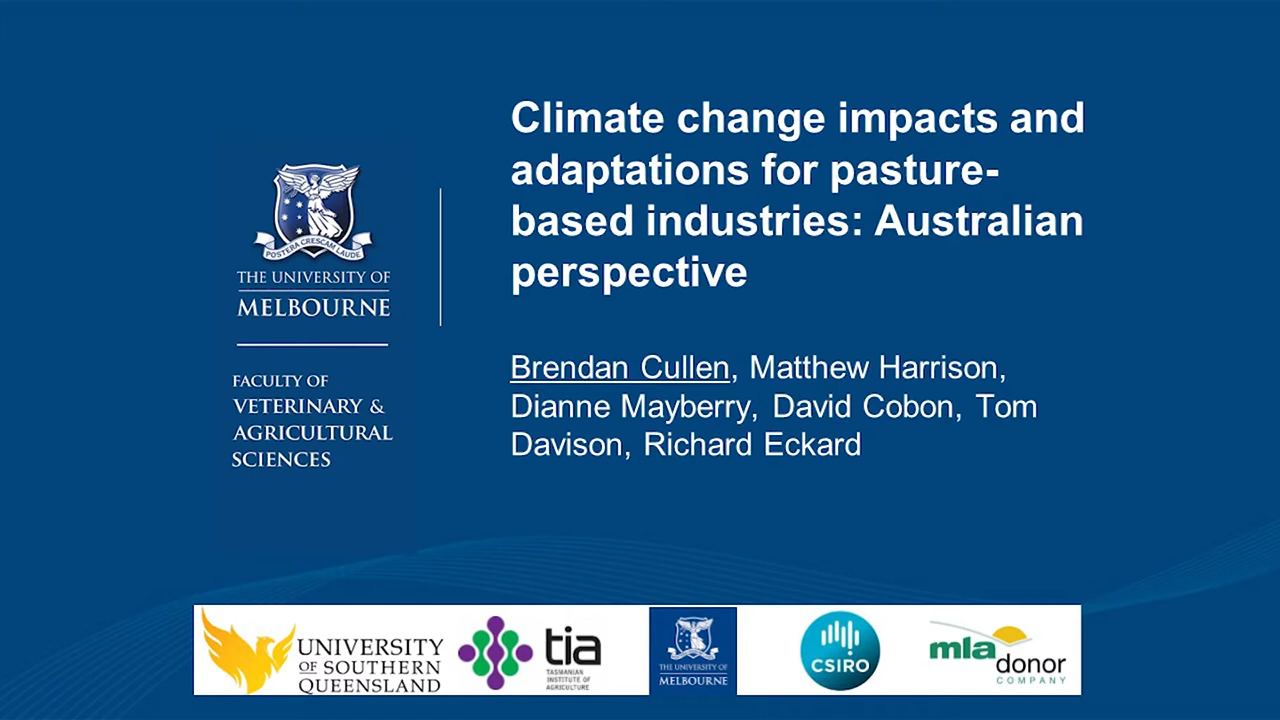 Climate change impacts and
adaptations for pasture-
based industries: Australian
perspective
POSTERA CRESCAM LAUDE
THE UNIVERSITY OF
MELBOURNE
Brendan Cullen, Matthew Harrison,
Dianne Mayberry, David Cobon, Tom
Davison, Richard Eckard
FACULTY OF
VETERINARY &
AGRICULTURAL
SCIENCES
UNIVERSITY
OF SOUTHERN
QUEENSLAND
tia
TASMANIAN
INSTITUTE OF
AGRICULTURE
THE UNIVERSITY OF
MELBOURNE
CSIRO
mla
donor
COMPANY